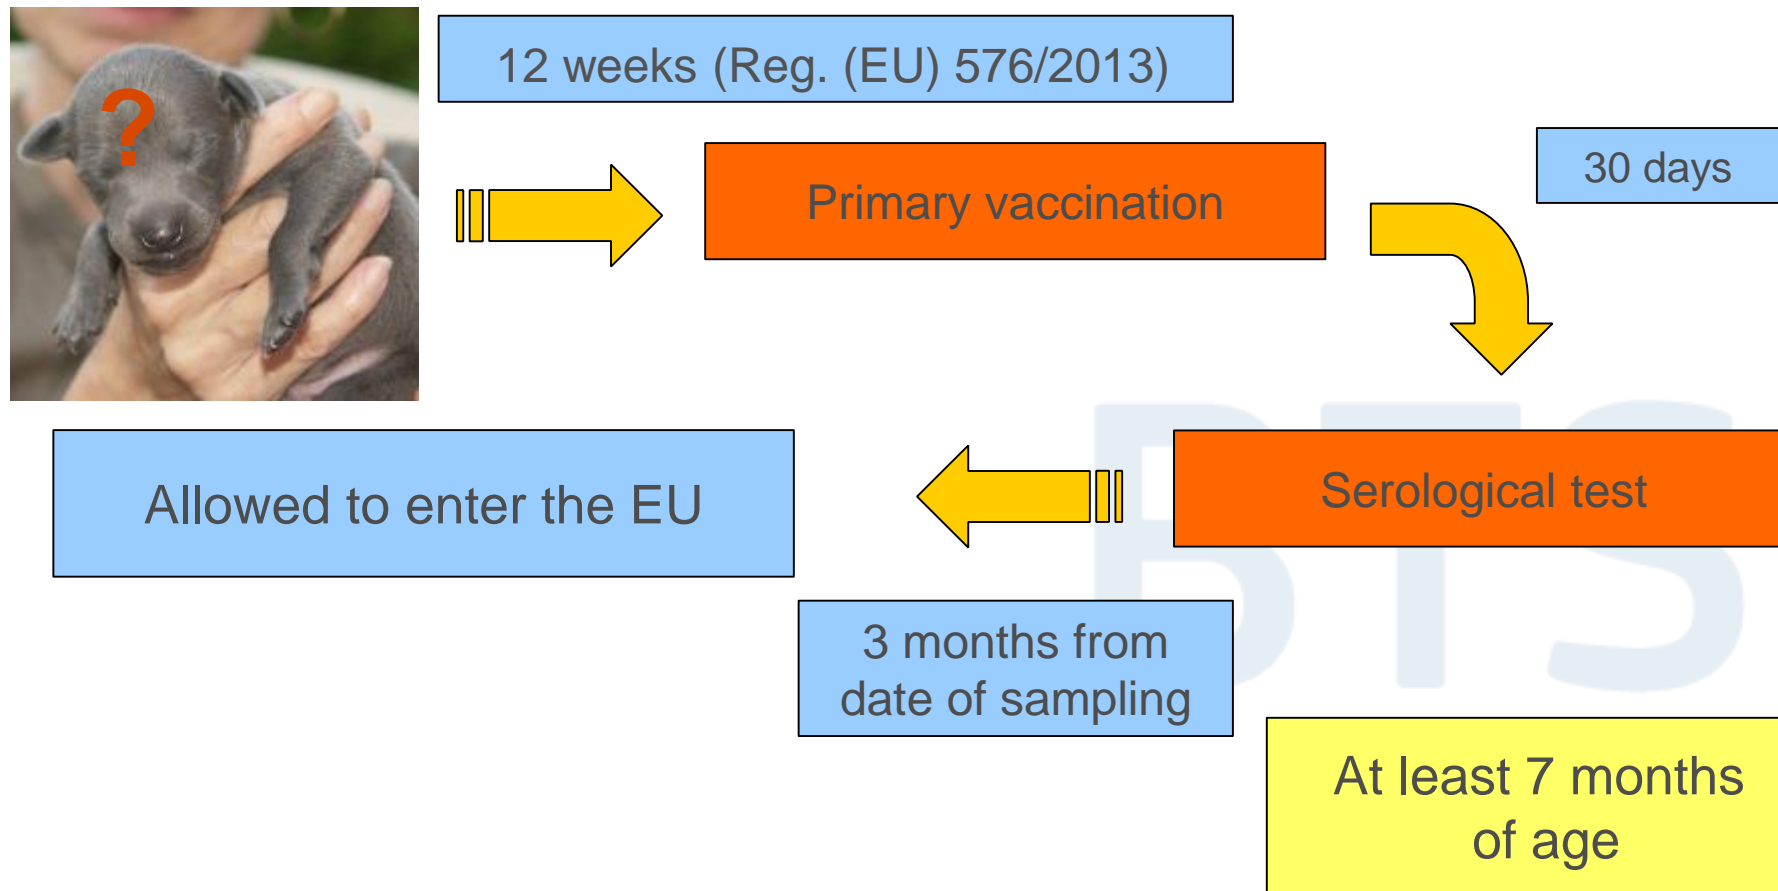 ?
12 weeks (Reg. (EU) 576/2013)
Primary vaccination
30 days
Serological test
Allowed to enter the EU
3 months from
date of sampling
At least 7 months
of age
BTS